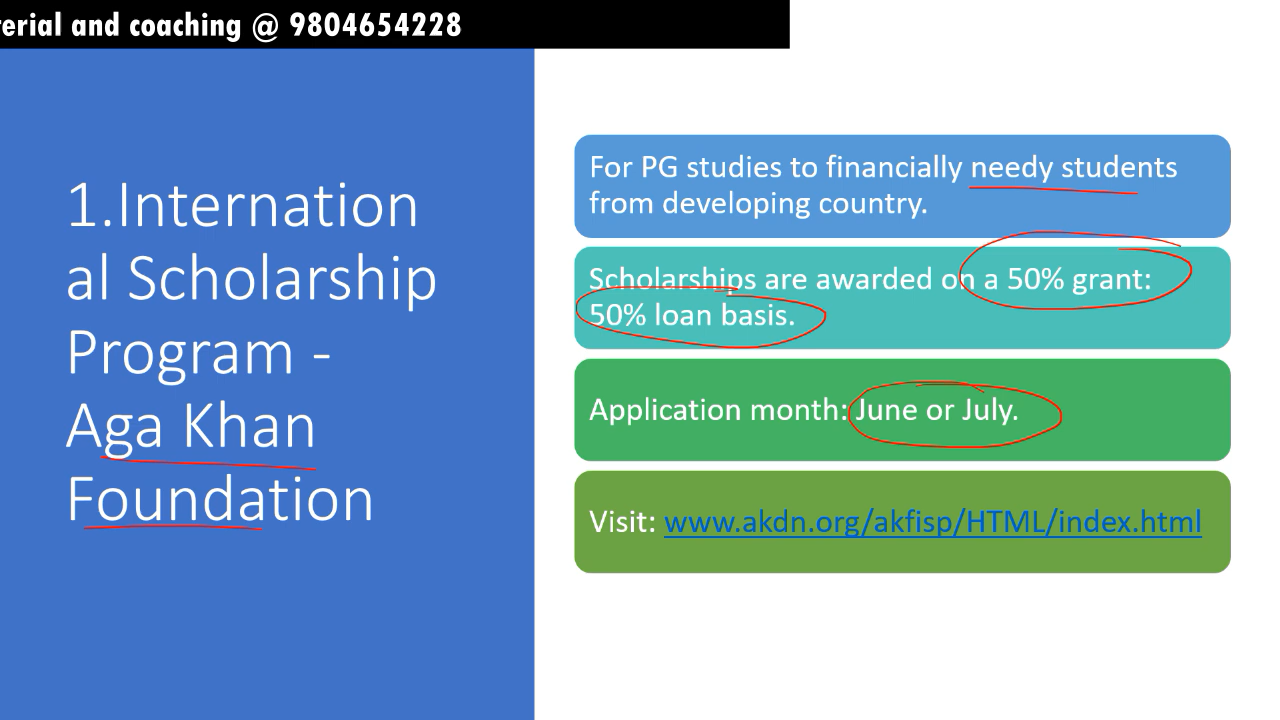 terial and coaching @ 9804654228
1.Internation
al Scholarship
Program -
Aga Khan
Foundation
For PG studies to financially needy students
from developing country.
Scholarships are awarded on a 50% grant:
50% loan basis.
Application month: June or July.
Visit: www.akdn.org/akfisp/HTML/index.html